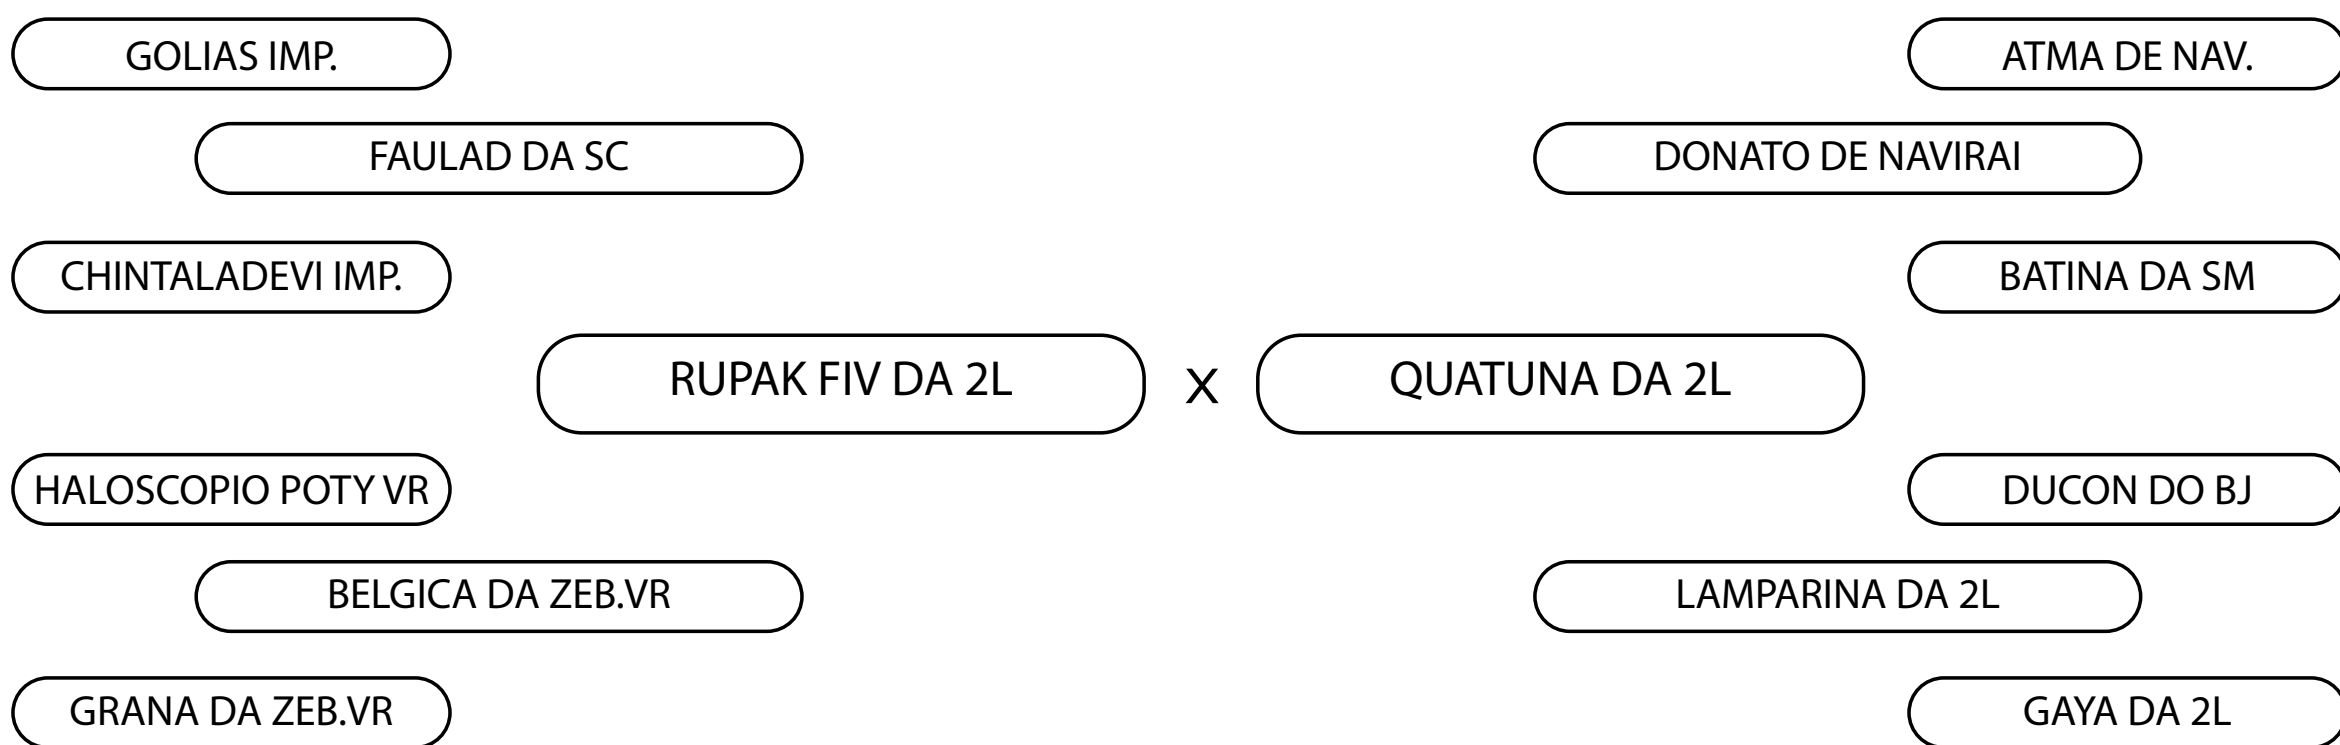 GOLIAS IMP.
ATMA DE NAV.
FAULAD DA SC
DONATO DE NAVIRAI
CHINTALADEVI IMP.
BATINA DA SM
RUPAK FIV DA 2L
X
QUATUNA DA 2L
HALOSCOPIO POTY VR
DUCON DO BJ
BELGICA DA ZEB.VR
LAMPARINA DA 2L
GRANA DA ZEB.VR
GAYA DA 2L